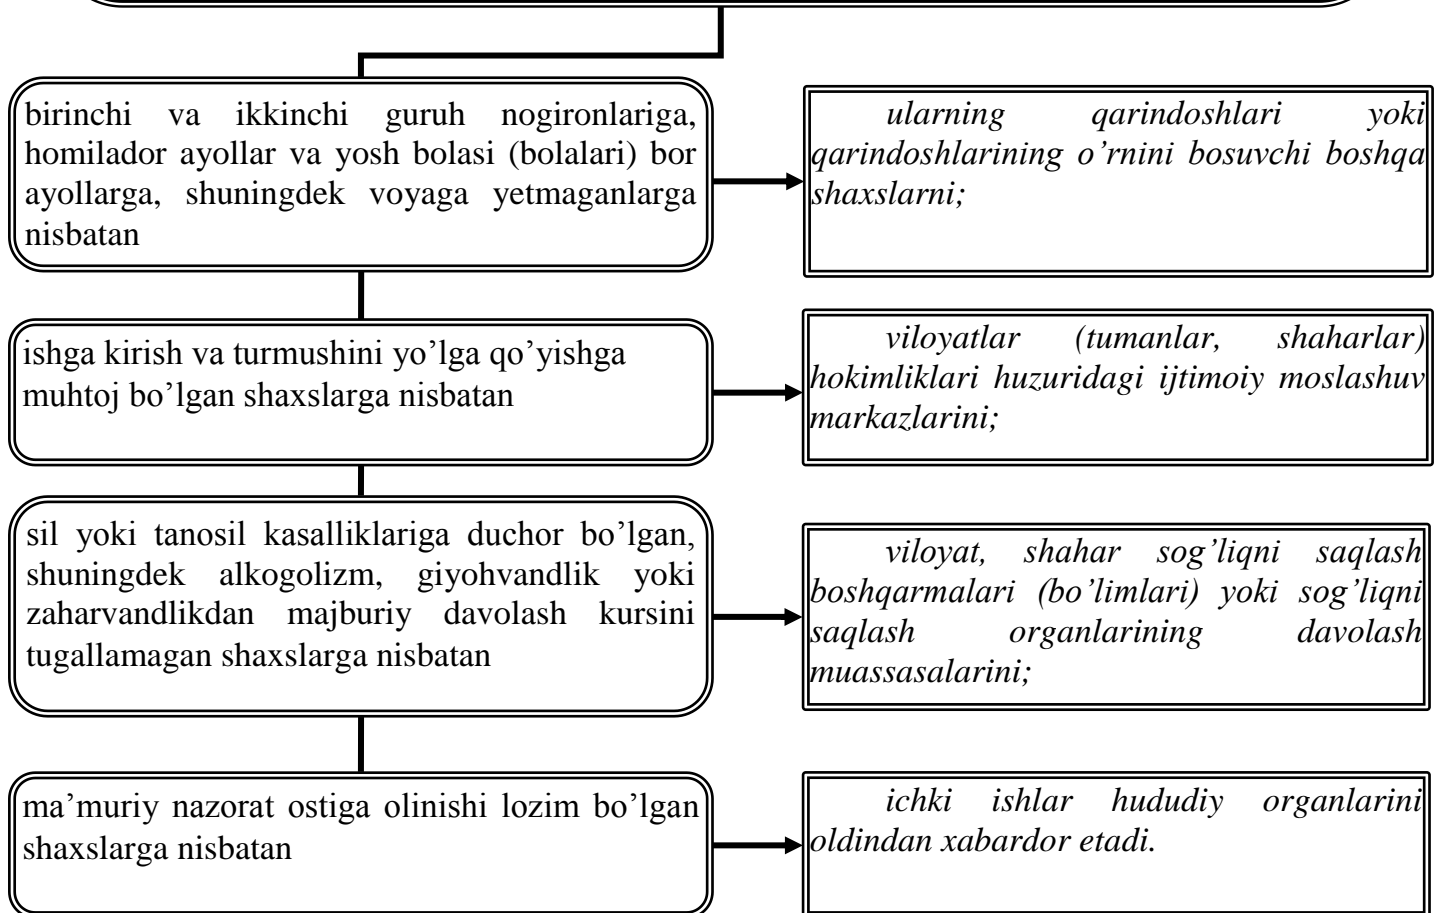 birinchi va ikkinchi guruh nogironlariga,
homilador ayollar va yosh bolasi (bolalari) bor
ayollarga, shuningdek voyaga yetmaganlarga
nisbatan
ularning qarindoshlari yoki
qarindoshlarining o’rnini bosuvchi boshqa
shaxslarni;
ishga kirish va turmushini yo’lga qo’yishga
muhtoj bo’lgan shaxslarga nisbatan
viloyatlar (tumanlar, shaharlar)
hokimliklari huzuridagi ijtimoiy moslashuv
markazlarini;
sil yoki tanosil kasalliklariga duchor bo’lgan,
shuningdek alkogolizm, giyohvandlik yoki
zaharvandlikdan majburiy davolash kursini
tugallamagan shaxslarga nisbatan
viloyat, shahar sog’liqni saqlash
boshqarmalari (bo’limlari) yoki sog’liqni
saqlash organlarining davolash
muassasalarini;
ma’muriy nazorat ostiga olinishi lozim bo’lgan
shaxslarga nisbatan
ichki ishlar hududiy organlarini
oldindan xabardor etadi.